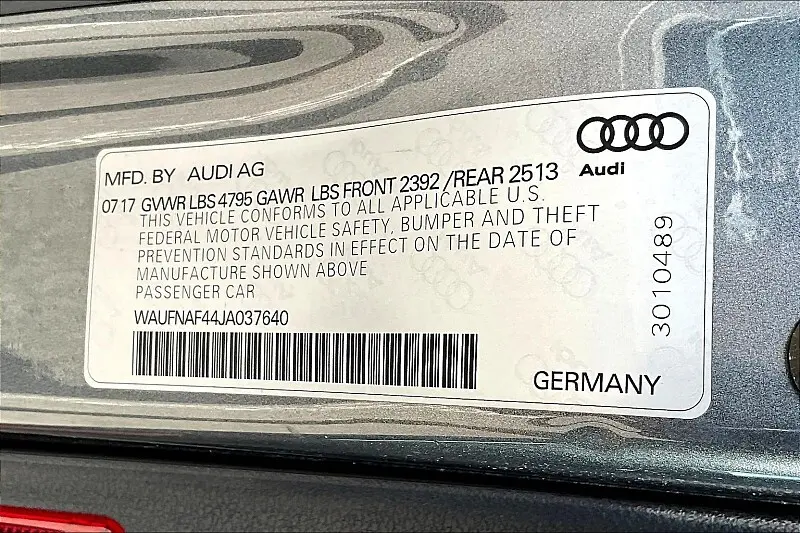 MFD. BY AUDI AG
Audi
07 17 GVWR LBS 4795 GAWR LBS FRONT 2392 /REAR 2513
THIS VEHICLE CONFORMS TO ALL APPLICABLE U.S.
FEDERAL MOTOR VEHICLE SAFETY, BUMPER AND THEFT
PREVENTION STANDARDS IN EFFECT ON THE DATE OF
MANUFACTURE SHOWN ABOVE
PASSENGER CAR
WAUFNAF44JA037640
GERMANY
3010489